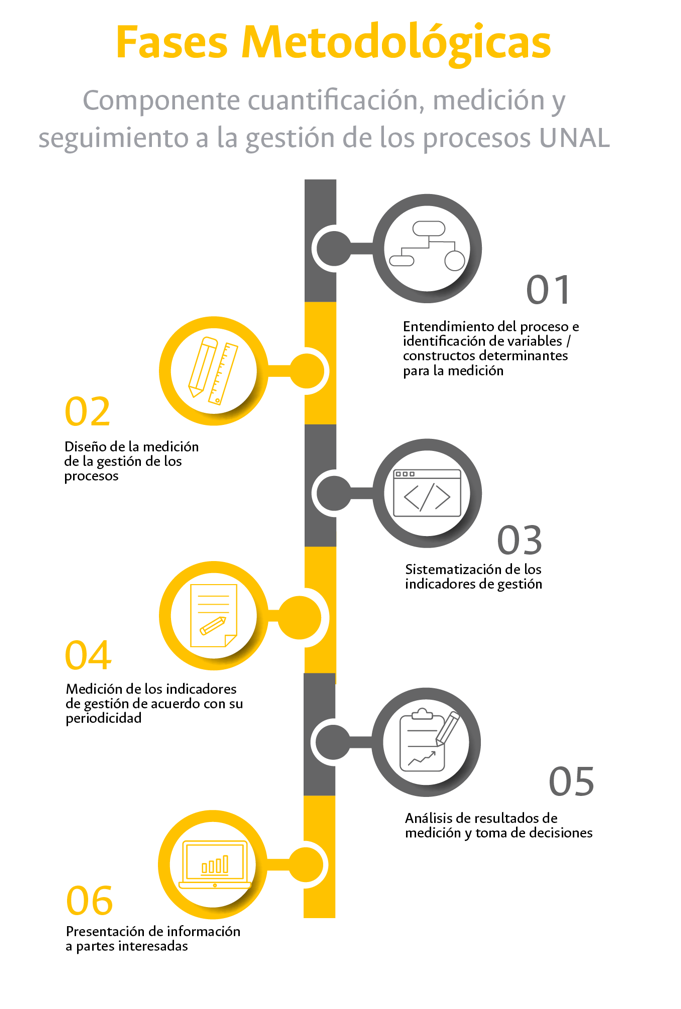 Fases Metodológicas
Componente cuantificación, medición y
seguimiento a la gestión de los procesos UNAL
01
Entendimiento del proceso e
identificación de variables /
constructos determinantes
para la medición
02
Diseño de la medición
de la gestión de los
procesos
03
Sistematización de los
indicadores de gestión
04
Medición de los indicadores
de gestión de acuerdo con su
periodicidad
05
Análisis de resultados de
medición y toma de decisiones
06
Presentación de información
a partes interesadas